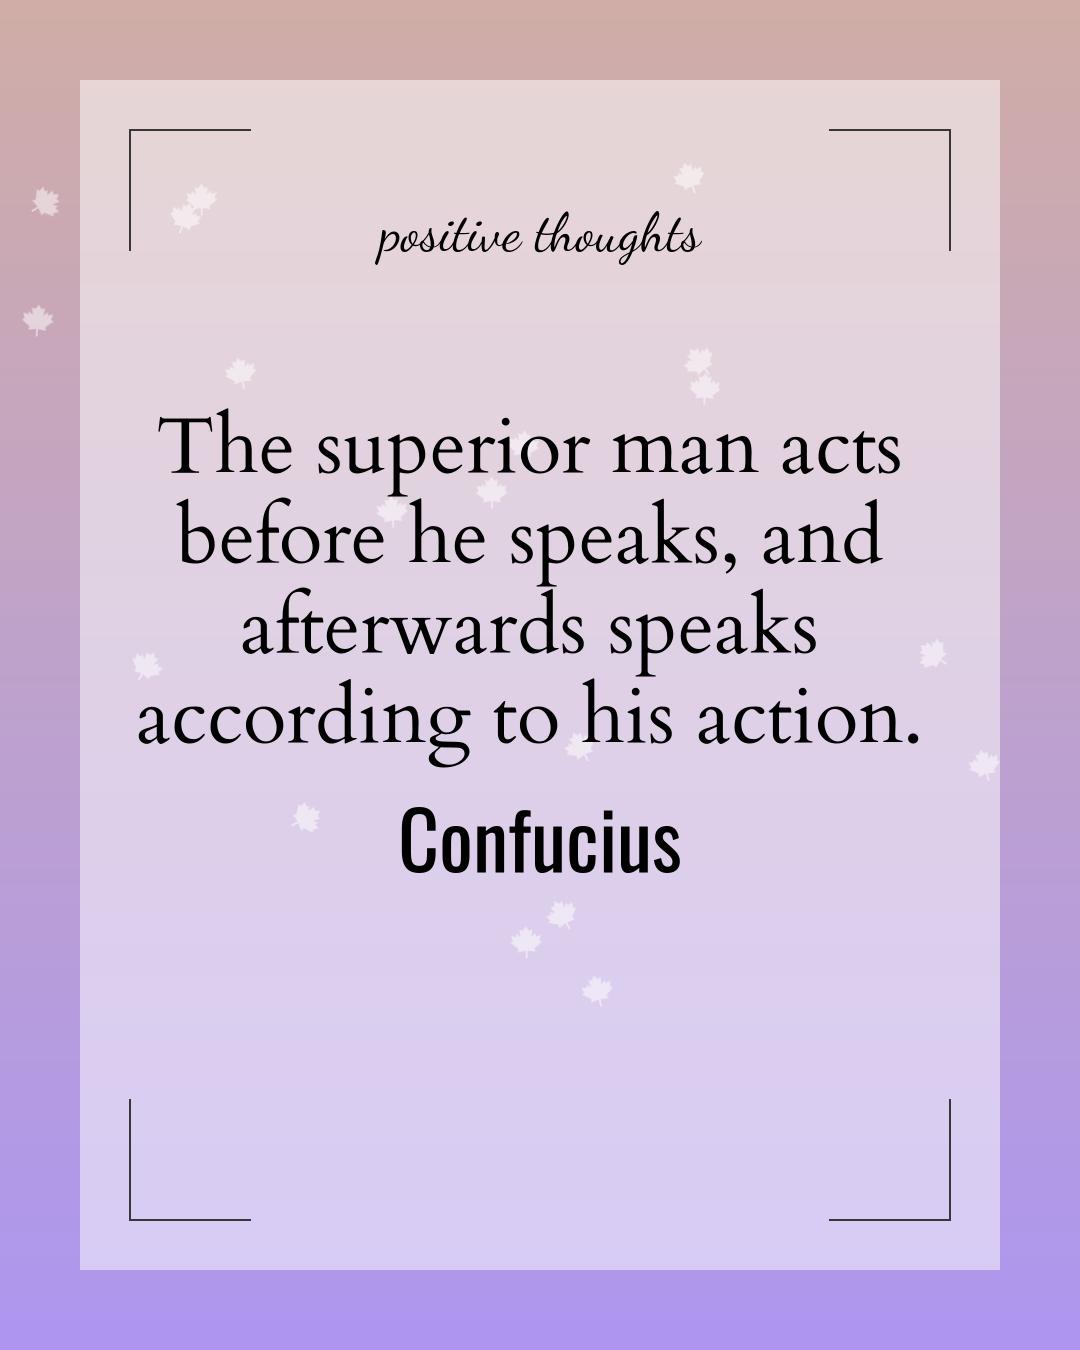 positive thoughts
The superior man acts
before he speaks, and
afterwards speaks
according to his action.
Confucius